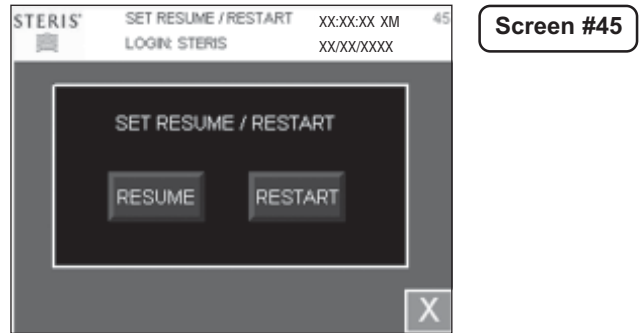 STERIS® SET RESUME / RESTART XX:XX:XX XM 45
LOGIN: STERIS XX/XX/XXXX
Screen #45
SET RESUME / RESTART
RESUME RESTART
X